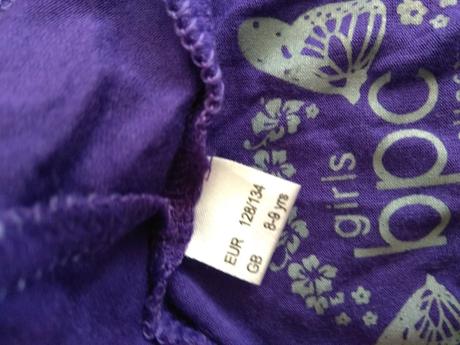 girls
bpc
EUR 128/134
GB 8-9 yrs